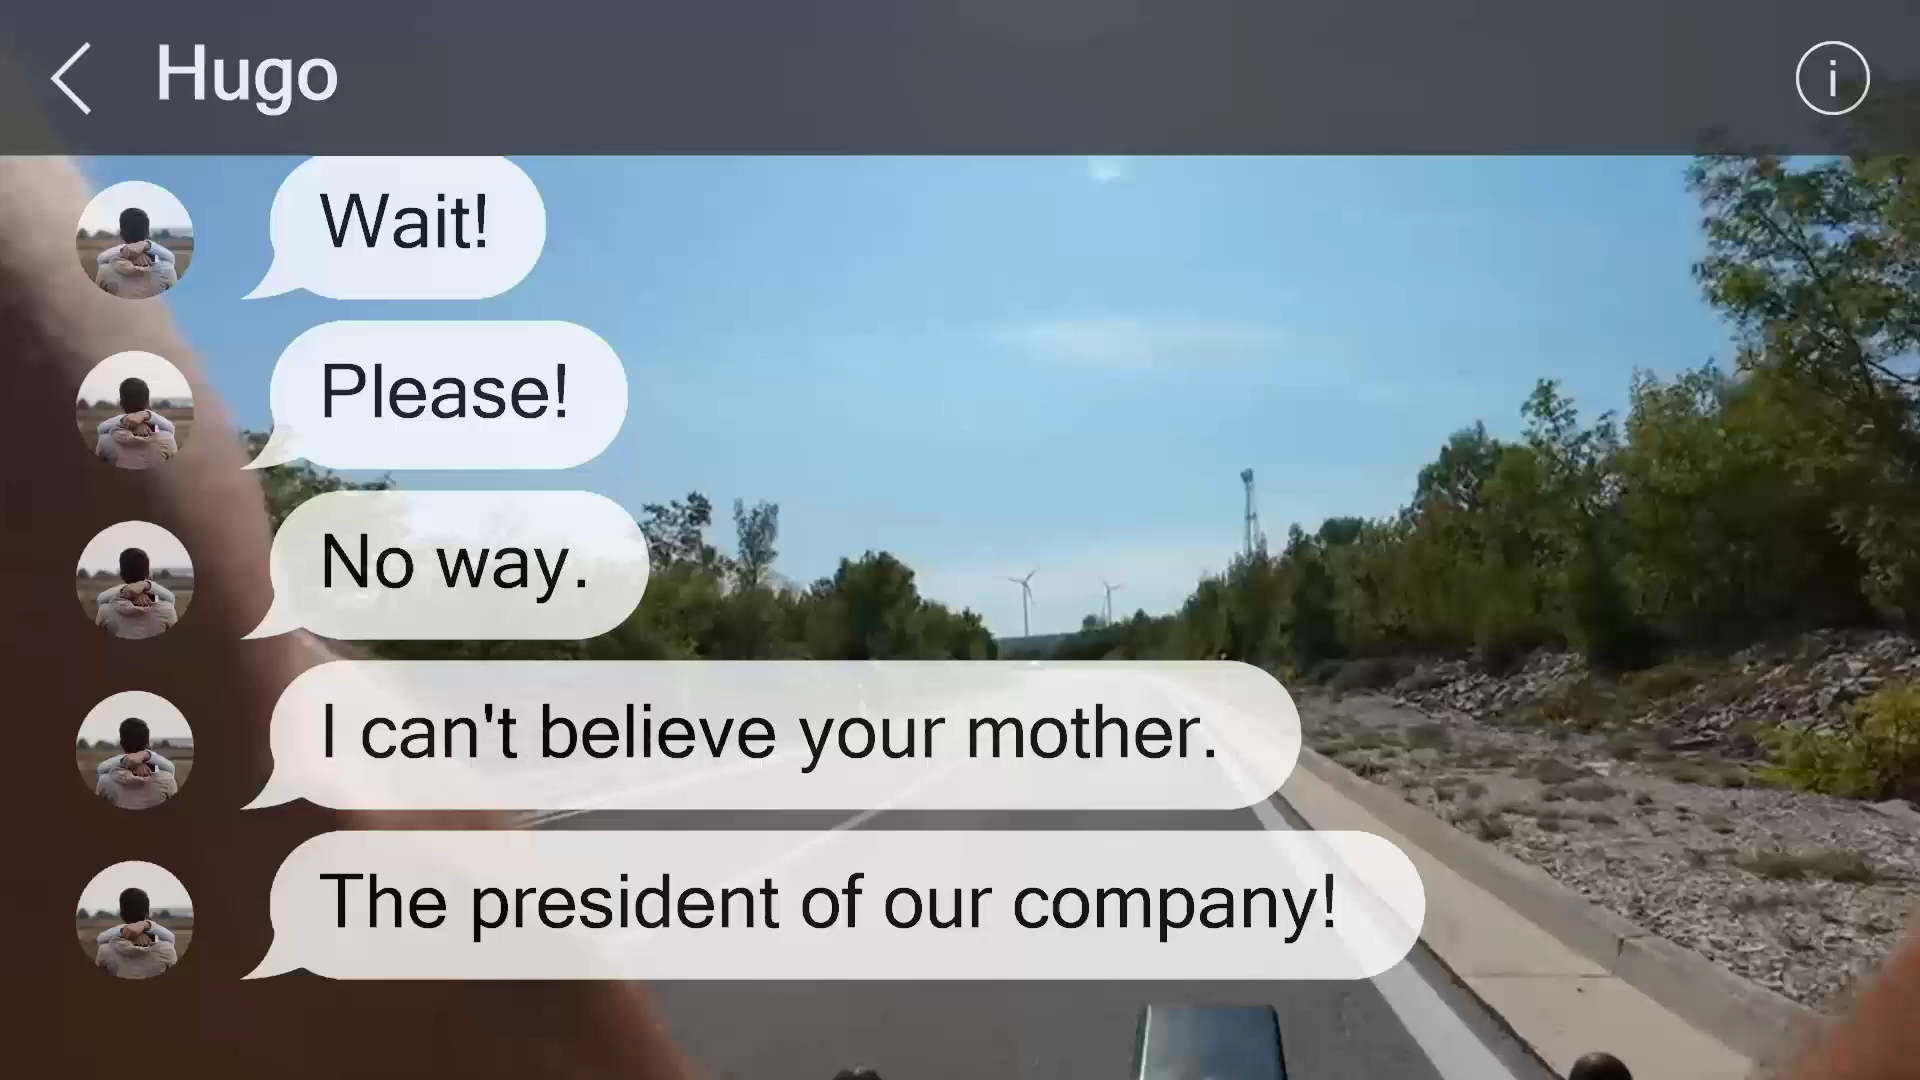 Hugo
Wait!
Please!
No way.
I can't believe your mother.
The president of our company!